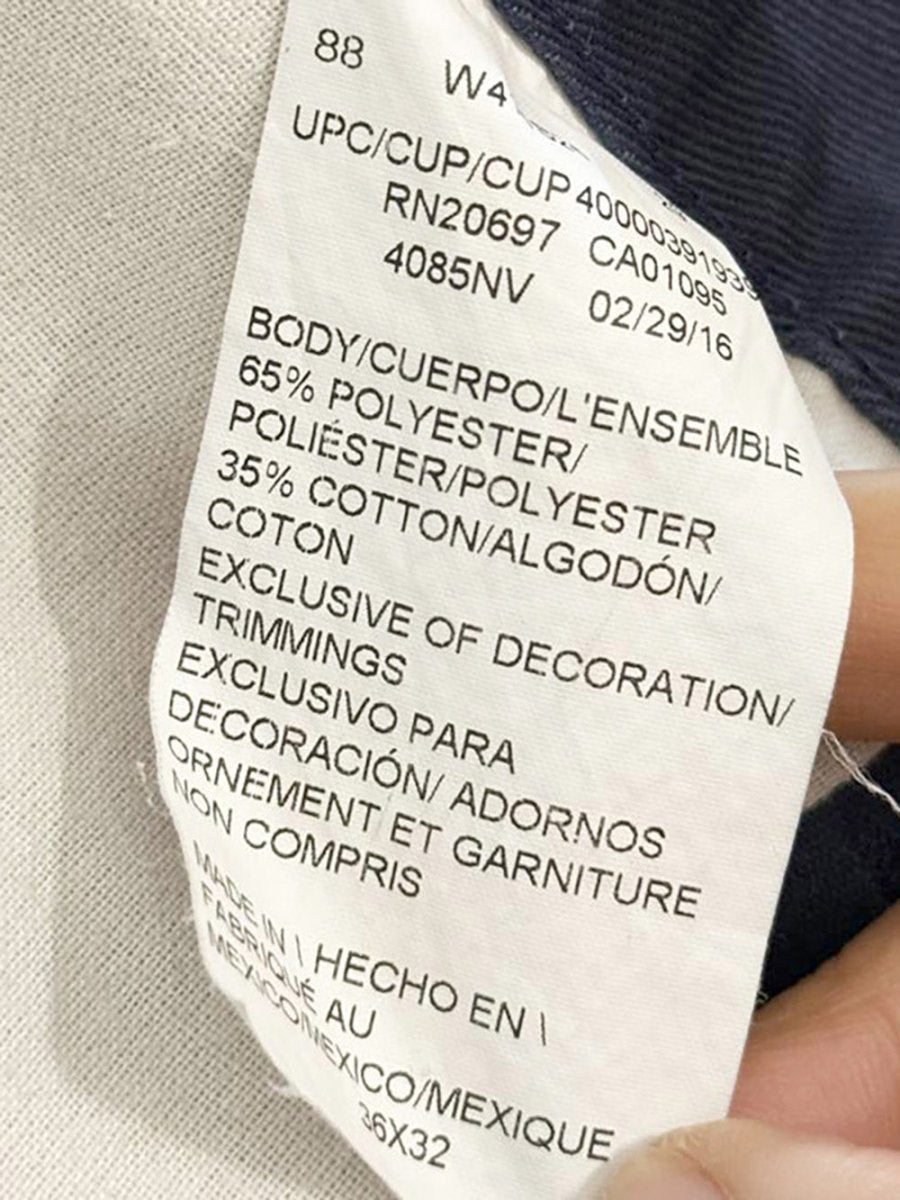 88 W4
UPC/CUP/CUP 40000391939
RN20697 CA01095
4085NV 02/29/16
BODY/CUERPO/L'ENSEMBLE
65% POLYESTER/
POLIÉSTER/POLYESTER
35% COTTON/ALGODÓN/
COTON
EXCLUSIVE OF DECORATION/
TRIMMINGS
EXCLUSIVO PARA
DECORACIÓN/ ADORNOS
ORNEMENT ET GARNITURE
NON COMPRIS
MADE IN \ HECHO EN \
FABRIQUÉ AU
MEXICO/MEXICO/MEXIQUE
36X32